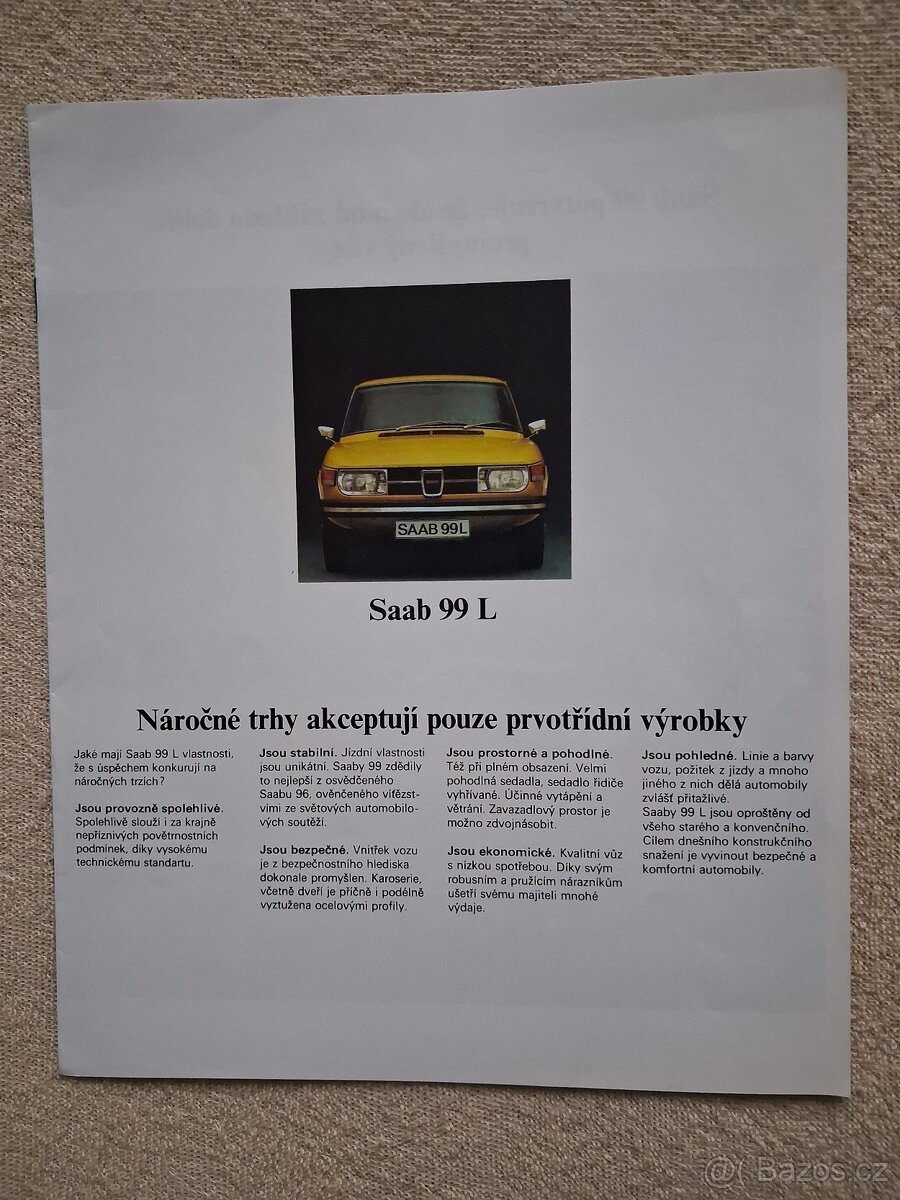 SAAB 99L
Saab 99 L
Náročné trhy akceptují pouze prvotřídní výrobky
Jaké mají Saab 99 L vlastnosti,
že s úspěchem konkurují na
náročných trzích?
Jsou provozně spolehlivé.
Spolehlivě slouží i za krajně
nepříznivých povětrnostních
podmínek, díky vysokému
technickému standartu.
Jsou stabilní. Jízdní vlastnosti
jsou unikátní. Saaby 99 zdědily
to nejlepší z osvědčeného
Saabu 96, ověnčeného vítězst-
vími ze světových automobilo-
vých soutěží.
Jsou bezpečné. Vnitřek vozu
je z bezpečnostního hlediska
dokonale promyšlen. Karoserie,
včetně dveří je příčně i podélně
vyztužena ocelovými profily.
Jsou prostorné a pohodlné.
Též při plném obsazení. Velmi
pohodlná sedadla, sedadlo řidiče
vyhřívané. Účinné vytápění a
větrání. Zavazadlový prostor je
možno zdvojnásobit.
Jsou ekonomické. Kvalitní vůz
s nízkou spotřebou. Díky svým
robusním a pružícím nárazníkům
ušetří svému majiteli mnohé
výdaje.
Jsou pohledné. Linie a barvy
vozu, požitek z jízdy a mnoho
jiného z nich dělá automobily
zvlášť přitažlivé.
Saaby 99 L jsou oproštěny od
všeho starého a konvenčního.
Cílem dnešního konstrukčního
snažení je vyvinout bezpečné a
komfortní automobily.
@( Bazos.cz